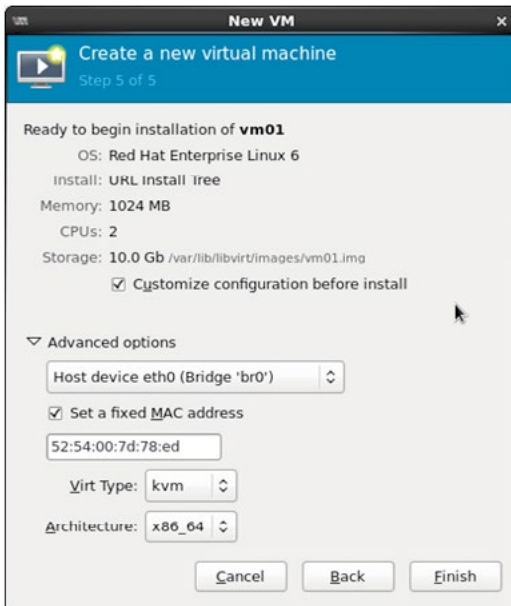 New VM
Create a new virtual machine
Step 5 of 5
Ready to begin installation of vm01
OS: Red Hat Enterprise Linux 6
Install: URL Install Tree
Memory: 1024 MB
CPUs: 2
Storage: 10.0 Gb /var/lib/libvirt/images/vm01.img
Customize configuration before install
Advanced options
Host device eth0 (Bridge 'br0')
Set a fixed MAC address
52:54:00:7d:78:ed
Virt Type: kvm
Architecture: x86_64
Cancel Back Finish